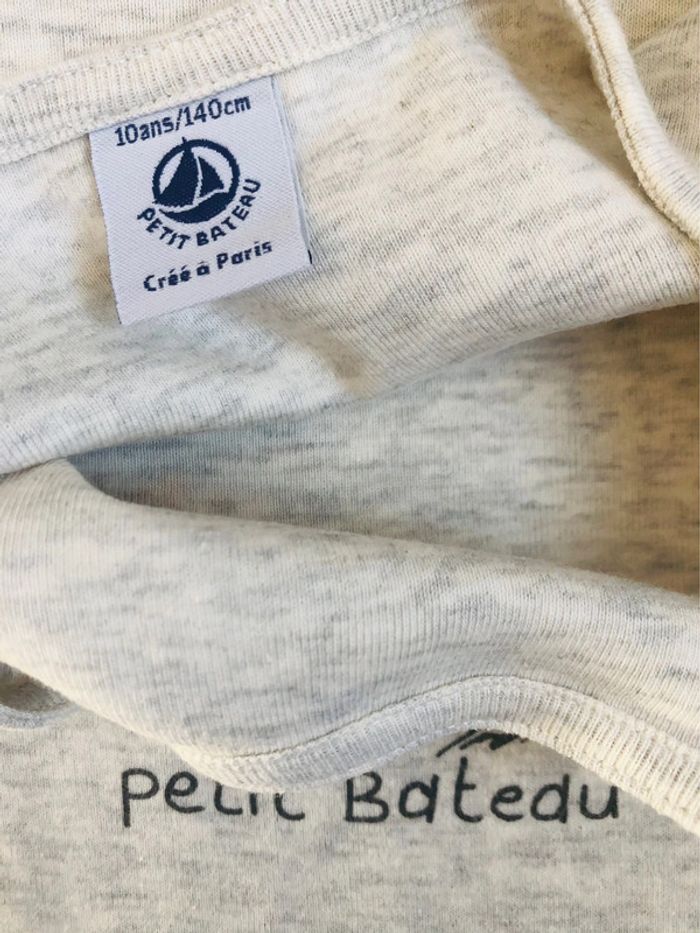 10ans/140cm
PETIT BATEAU
Créé à Paris
Petit Bateau